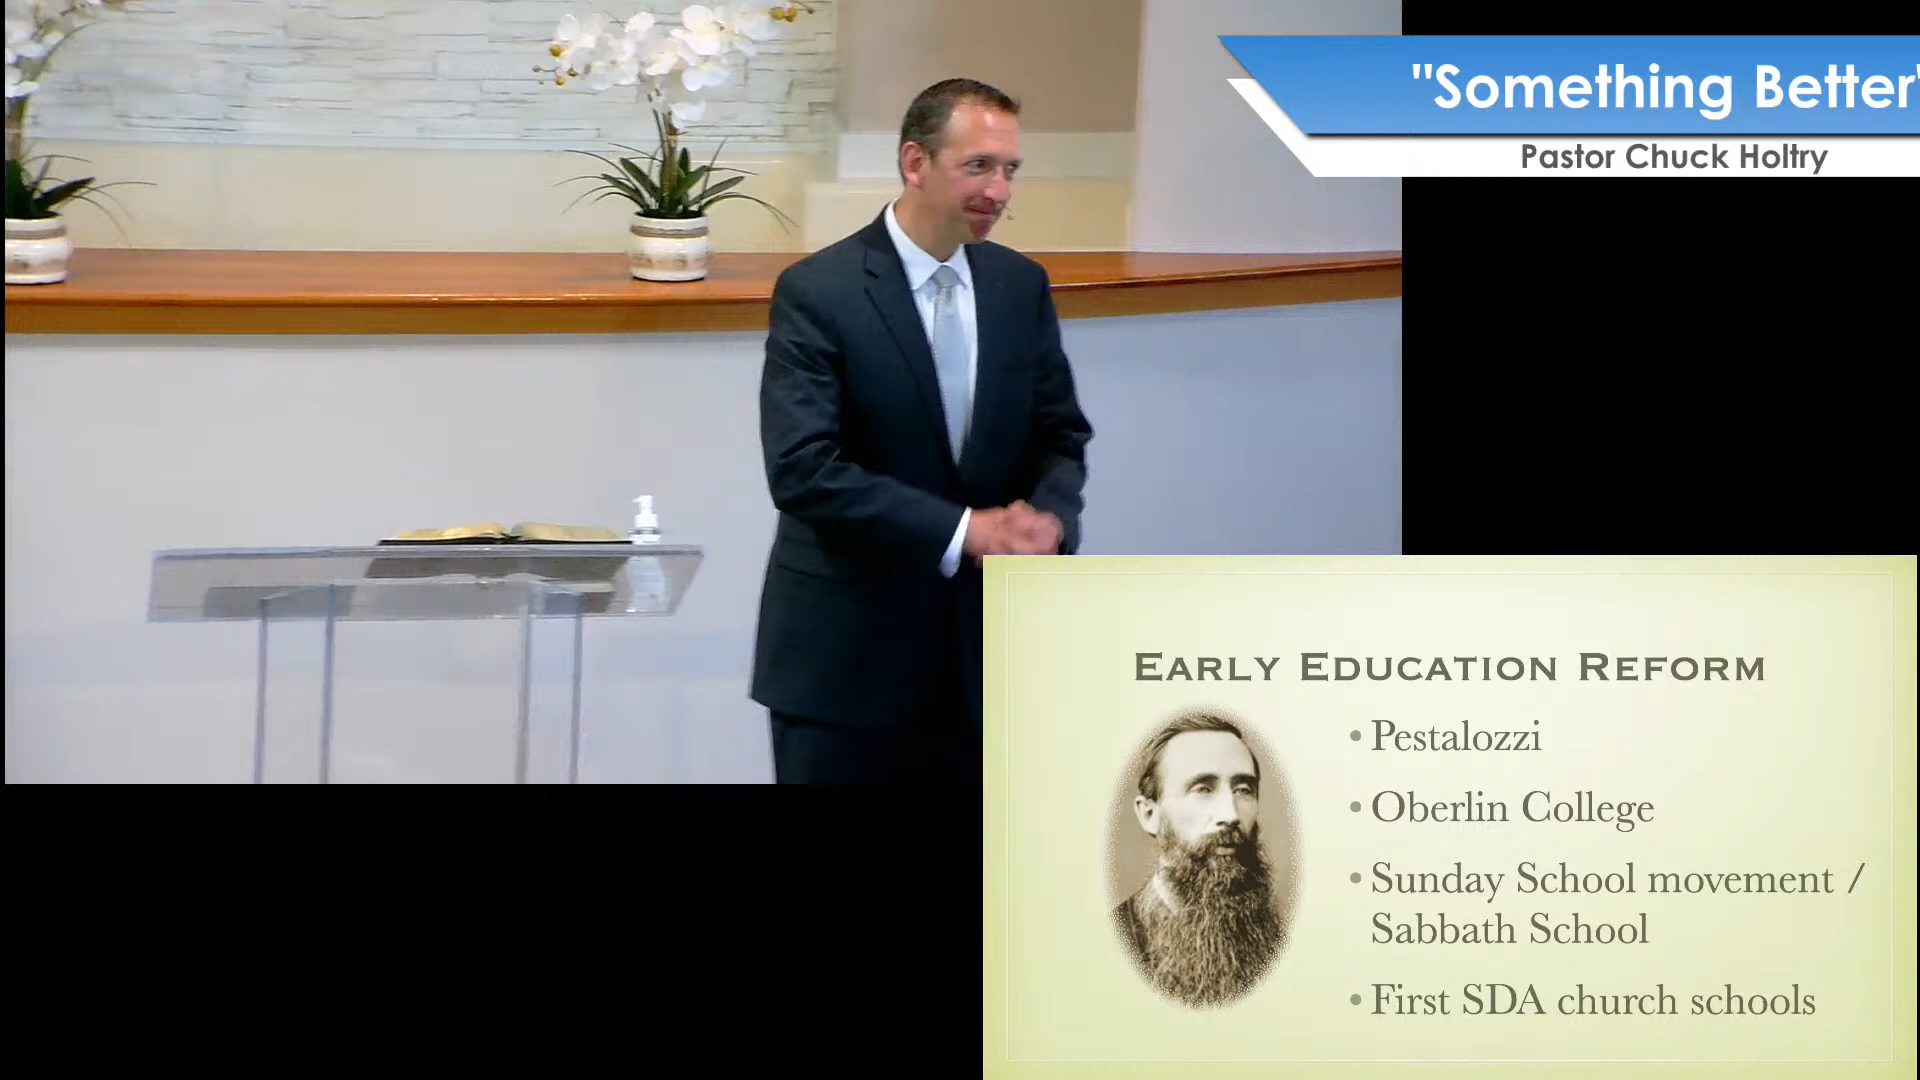 "Something Better"
Pastor Chuck Holtry
EARLY EDUCATION REFORM
• Pestalozzi
• Oberlin College
• Sunday School movement /
Sabbath School
• First SDA church schools